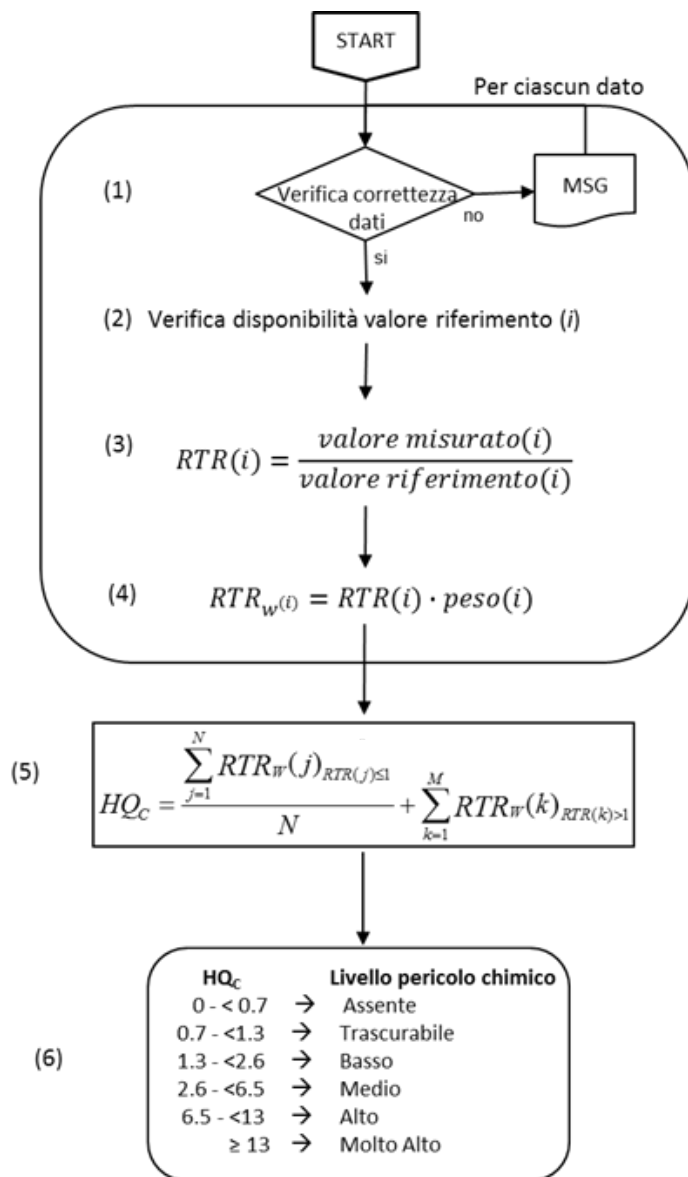 START
Per ciascun dato
(1)
Verifica correttezza
dati
no
MSG
si
(2) Verifica disponibilità valore riferimento (i)
(3) RTR(i) = valore misurato(i) / valore riferimento(i)
(4) RTR_w(i) = RTR(i) · peso(i)
(5) HQ_C = ∑_{j=1}^{N} RTR_W(j)_{RTR(j)≤1} / N + ∑_{k=1}^{M} RTR_W(k)_{RTR(k)>1}
HQ_C Livello pericolo chimico
0 - < 0.7 → Assente
0.7 - <1.3 → Trascurabile
(6) 1.3 - <2.6 → Basso
2.6 - <6.5 → Medio
6.5 - <13 → Alto
≥ 13 → Molto Alto